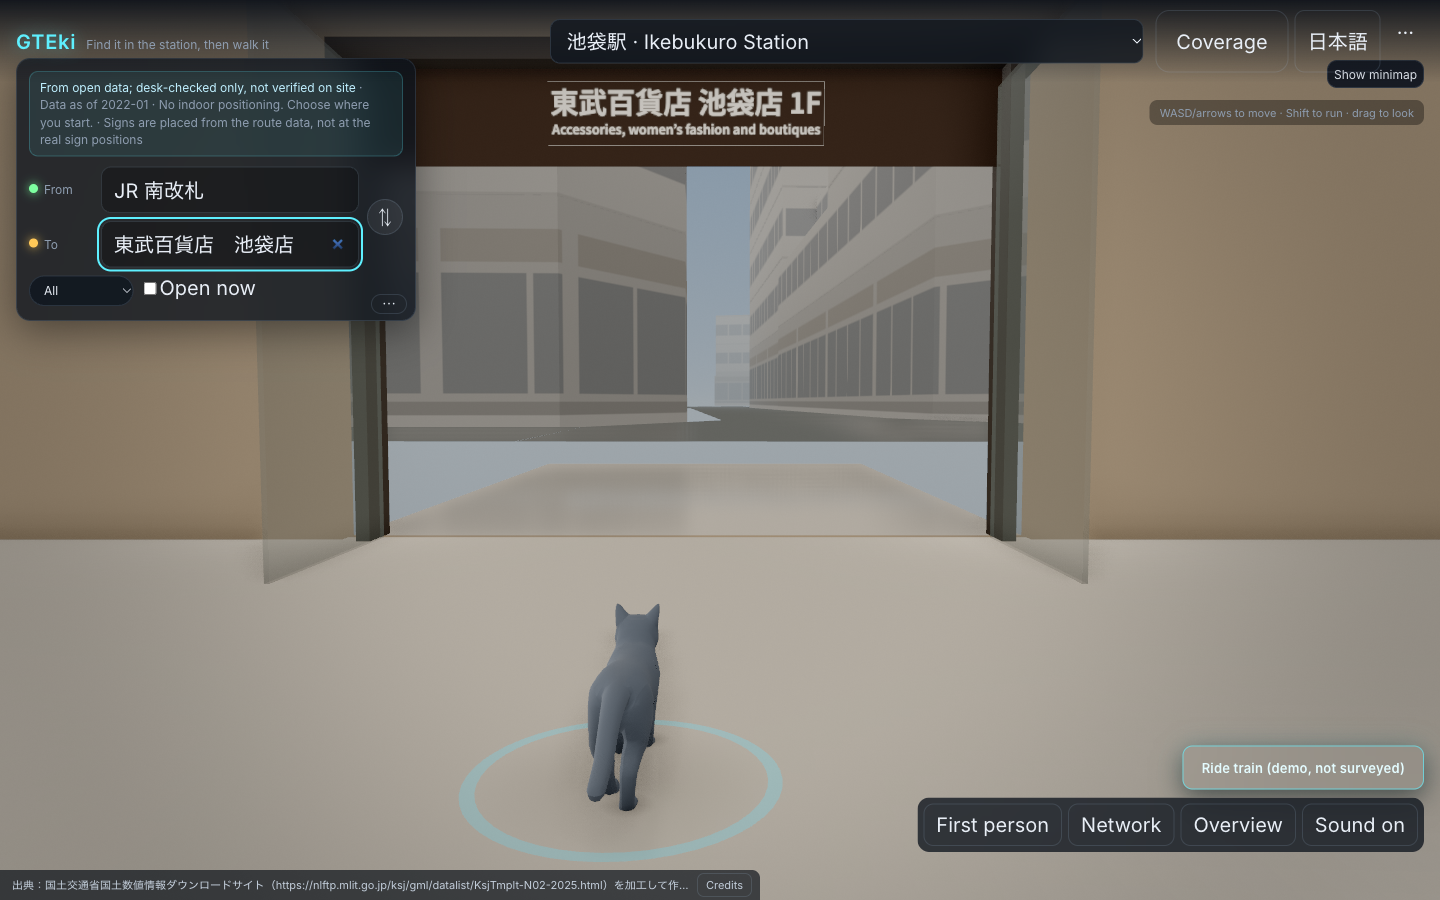 GTEki
Find it in the station, then walk it
池袋駅 · Ikebukuro Station
Coverage
日本語
···
Show minimap
WASD/arrows to move · Shift to run · drag to look
From open data; desk-checked only, not verified on site ·
Data as of 2022-01 · No indoor positioning. Choose where
you start. · Signs are placed from the route data, not at the
real sign positions
From
JR 南改札
To
東武百貨店　池袋店
All
Open now
···
東武百貨店 池袋店 1F
Accessories, women's fashion and boutiques
Ride train (demo, not surveyed)
First person
Network
Overview
Sound on
出典：国土交通省国土数値情報ダウンロードサイト（https://nlftp.mlit.go.jp/ksj/gml/datalist/KsjTmplt-N02-2025.html）を加工して作...
Credits